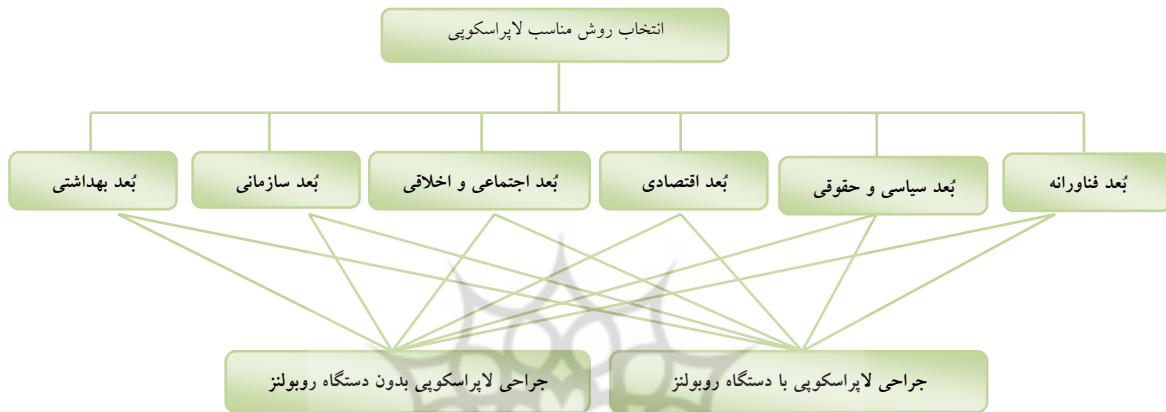 انتخاب روش مناسب لاپراسکوپی
بُعد فناورانه
بُعد سیاسی و حقوقی
بُعد اقتصادی
بُعد اجتماعی و اخلاقی
بُعد سازمانی
بُعد بهداشتی
جراحی لاپراسکوپی با دستگاه روبولنز
جراحی لاپراسکوپی بدون دستگاه روبولنز